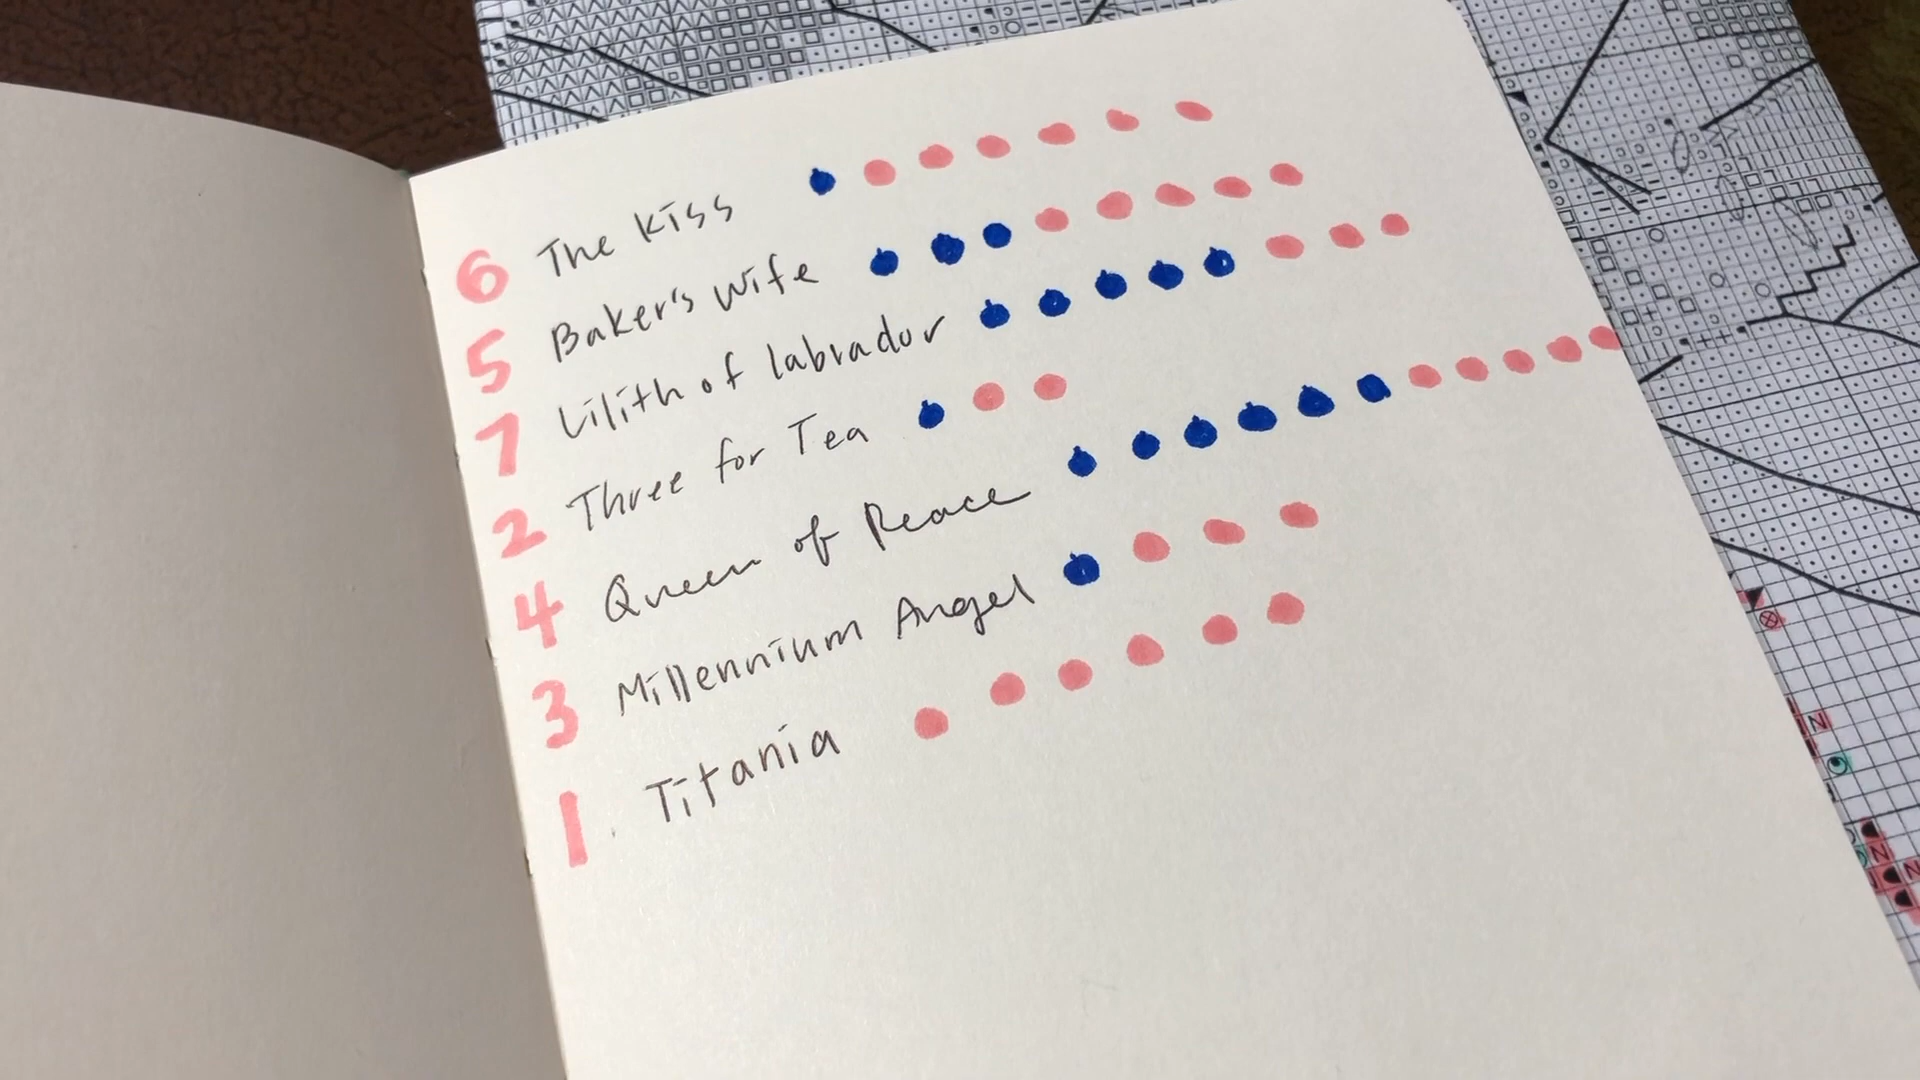 6 The Kiss
5 Baker's Wife
7 Lilith of labrador
2 Three for Tea
4 Queen of Peace
3 Millennium Angel
1 Titania